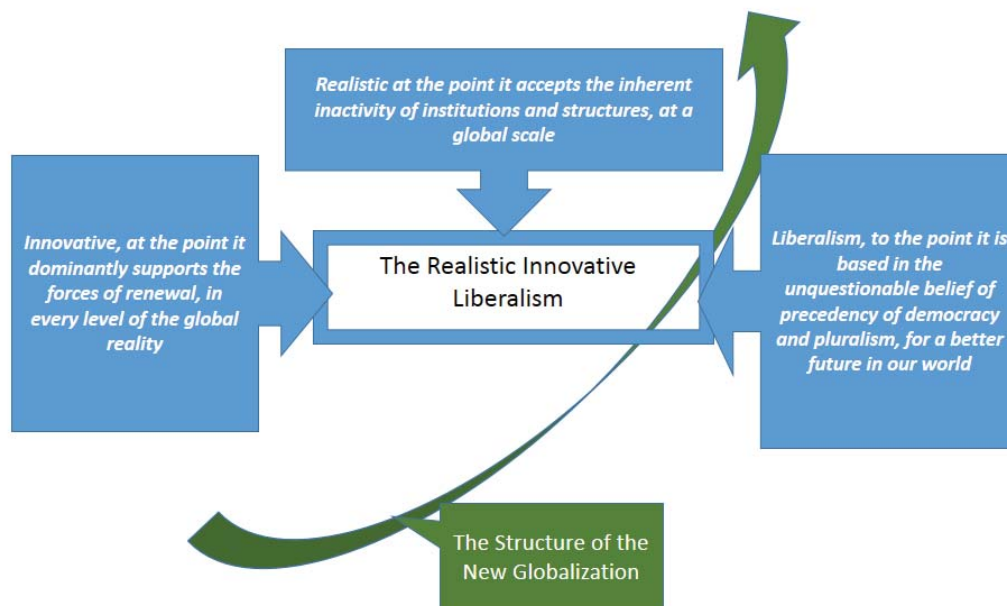 Realistic at the point it accepts the inherent
inactivity of institutions and structures, at a
global scale
Innovative, at the point it
dominantly supports the
forces of renewal, in
every level of the global
reality
The Realistic Innovative
Liberalism
Liberalism, to the point it is
based in the
unquestionable belief of
precedency of democracy
and pluralism, for a better
future in our world
The Structure of the
New Globalization